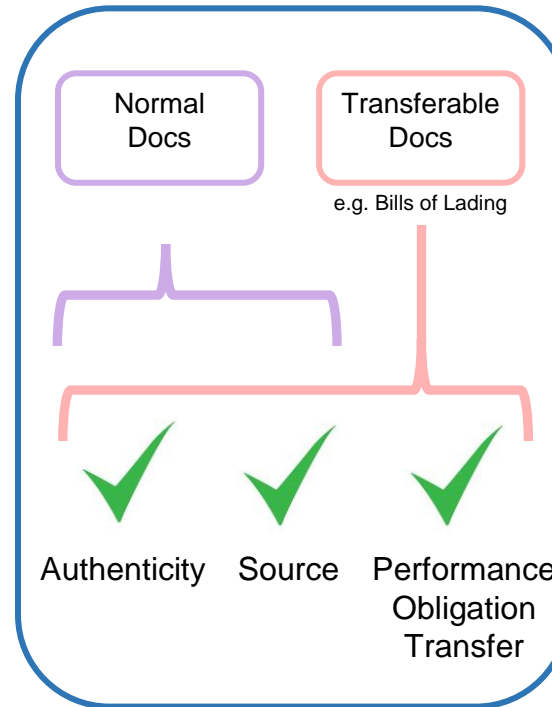 Normal
Docs
Transferable
Docs
e.g. Bills of Lading
Authenticity
Source
Performance
Obligation
Transfer